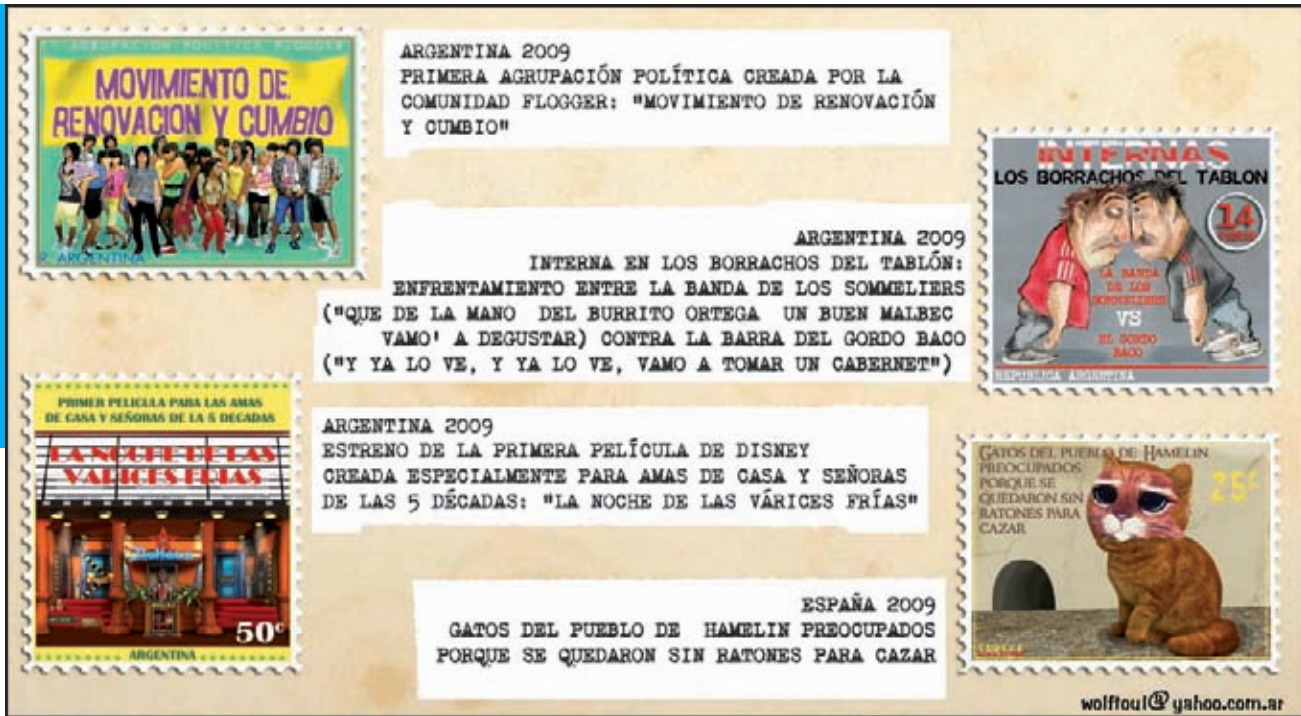 AGRUPACION POLITICA FLOGGER
MOVIMIENTO DE
RENOVACION Y CUMBIO
R. ARGENTINA
ARGENTINA 2009
PRIMERA AGRUPACIÓN POLÍTICA CREADA POR LA
COMUNIDAD FLOGGER: "MOVIMIENTO DE RENOVACIÓN
Y CUMBIO"
INTERNAS
LOS BORRACHOS DEL TABLON
14
LA BANDA
DE LOS
SOMMELIERS
VS
EL GORDO
BACO
REPUBLICA ARGENTINA
ARGENTINA 2009
INTERNA EN LOS BORRACHOS DEL TABLÓN:
ENFRENTAMIENTO ENTRE LA BANDA DE LOS SOMMELIERS
("QUE DE LA MANO DEL BURRITO ORTEGA UN BUEN MALBEC
VAMO' A DEGUSTAR) CONTRA LA BARRA DEL GORDO BACO
("Y YA LO VE, Y YA LO VE, VAMO A TOMAR UN CABERNET")
PRIMER PELICULA PARA LAS AMAS
DE CASA Y SEÑORAS DE LA 5 DECADAS
LA NOCHE DE LAS
VARICES FRIAS
50c
ARGENTINA
ARGENTINA 2009
ESTRENO DE LA PRIMERA PELÍCULA DE DISNEY
CREADA ESPECIALMENTE PARA AMAS DE CASA Y SEÑORAS
DE LAS 5 DÉCADAS: "LA NOCHE DE LAS VÁRICES FRÍAS"
GATOS DEL PUEBLO DE HAMELIN
PREOCUPADOS
PORQUE SE
QUEDARON SIN
RATONES PARA
CAZAR
25c
ESPAÑA 2009
GATOS DEL PUEBLO DE HAMELIN PREOCUPADOS
PORQUE SE QUEDARON SIN RATONES PARA CAZAR
wolffoul@yahoo.com.ar